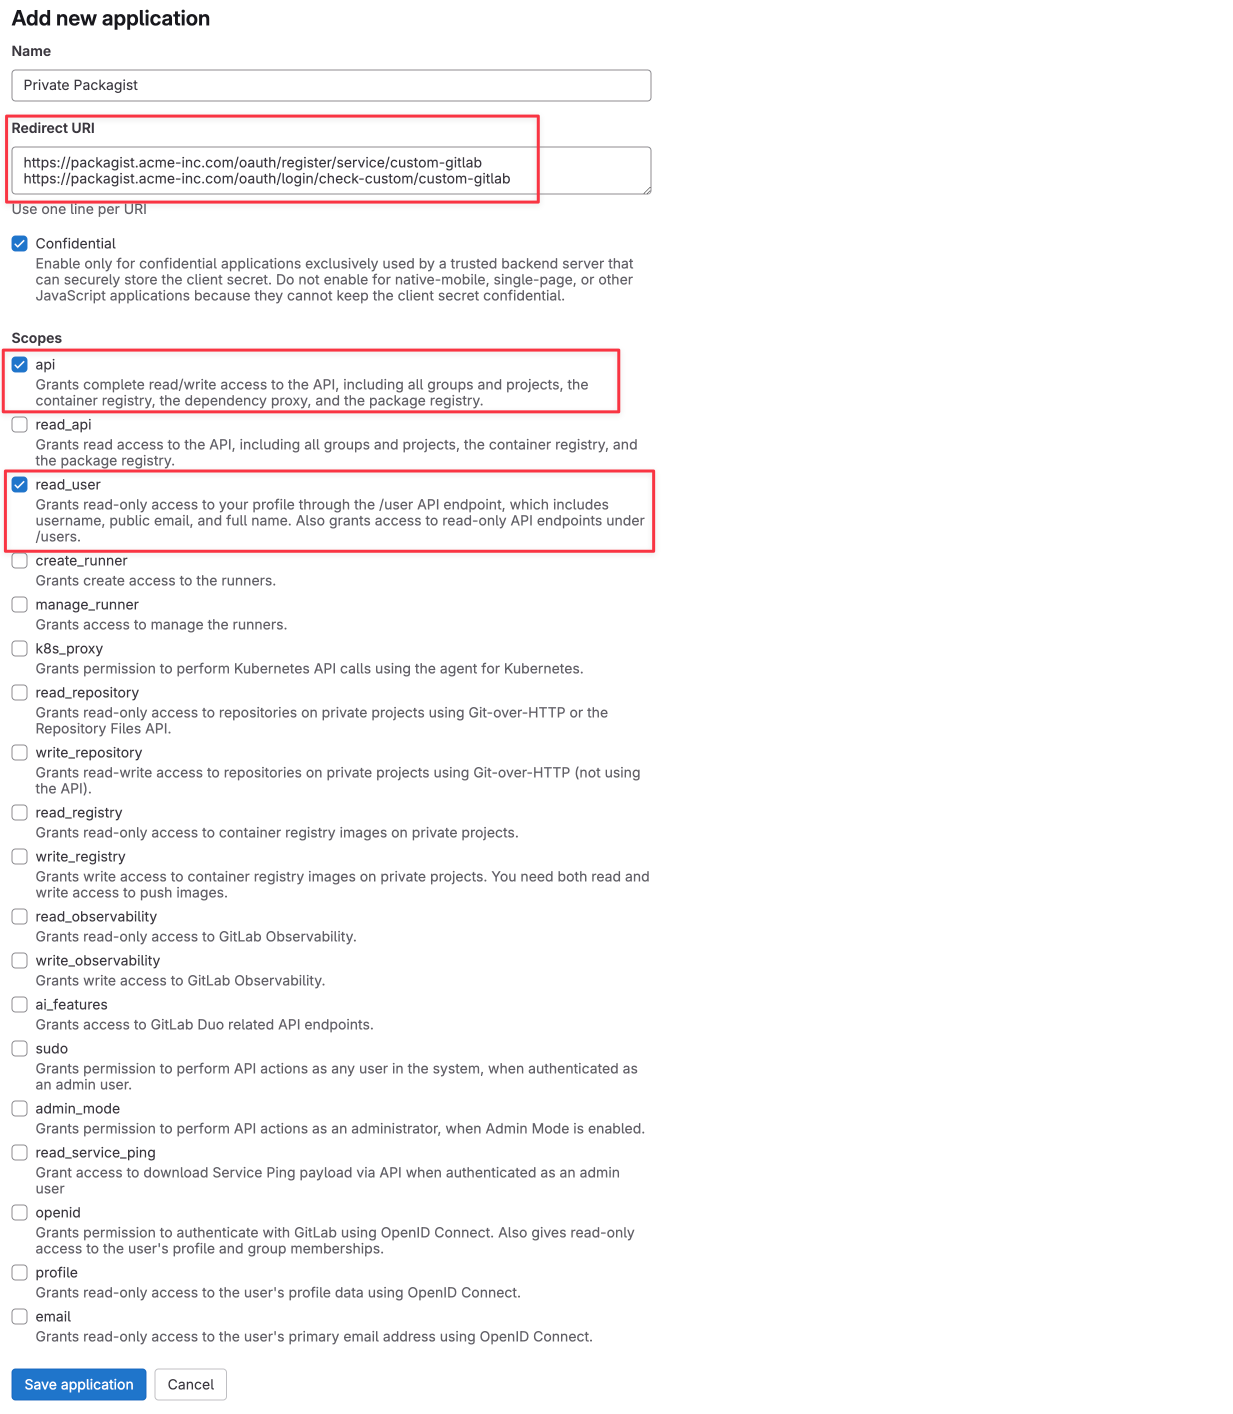 Add new application
Name
Private Packagist
Redirect URI
https://packagist.acme-inc.com/oauth/register/service/custom-gitlab
https://packagist.acme-inc.com/oauth/login/check-custom/custom-gitlab
Use one line per URI
Confidential
Enable only for confidential applications exclusively used by a trusted backend server that
can securely store the client secret. Do not enable for native-mobile, single-page, or other
JavaScript applications because they cannot keep the client secret confidential.
Scopes
api
Grants complete read/write access to the API, including all groups and projects, the
container registry, the dependency proxy, and the package registry.
read_api
Grants read access to the API, including all groups and projects, the container registry, and
the package registry.
read_user
Grants read-only access to your profile through the /user API endpoint, which includes
username, public email, and full name. Also grants access to read-only API endpoints under
/users.
create_runner
Grants create access to the runners.
manage_runner
Grants access to manage the runners.
k8s_proxy
Grants permission to perform Kubernetes API calls using the agent for Kubernetes.
read_repository
Grants read-only access to repositories on private projects using Git-over-HTTP or the
Repository Files API.
write_repository
Grants read-write access to repositories on private projects using Git-over-HTTP (not using
the API).
read_registry
Grants read-only access to container registry images on private projects.
write_registry
Grants write access to container registry images on private projects. You need both read and
write access to push images.
read_observability
Grants read-only access to GitLab Observability.
write_observability
Grants write access to GitLab Observability.
ai_features
Grants access to GitLab Duo related API endpoints.
sudo
Grants permission to perform API actions as any user in the system, when authenticated as
an admin user.
admin_mode
Grants permission to perform API actions as an administrator, when Admin Mode is enabled.
read_service_ping
Grant access to download Service Ping payload via API when authenticated as an admin
user
openid
Grants permission to authenticate with GitLab using OpenID Connect. Also gives read-only
access to the user's profile and group memberships.
profile
Grants read-only access to the user's profile data using OpenID Connect.
email
Grants read-only access to the user's primary email address using OpenID Connect.
Save application
Cancel